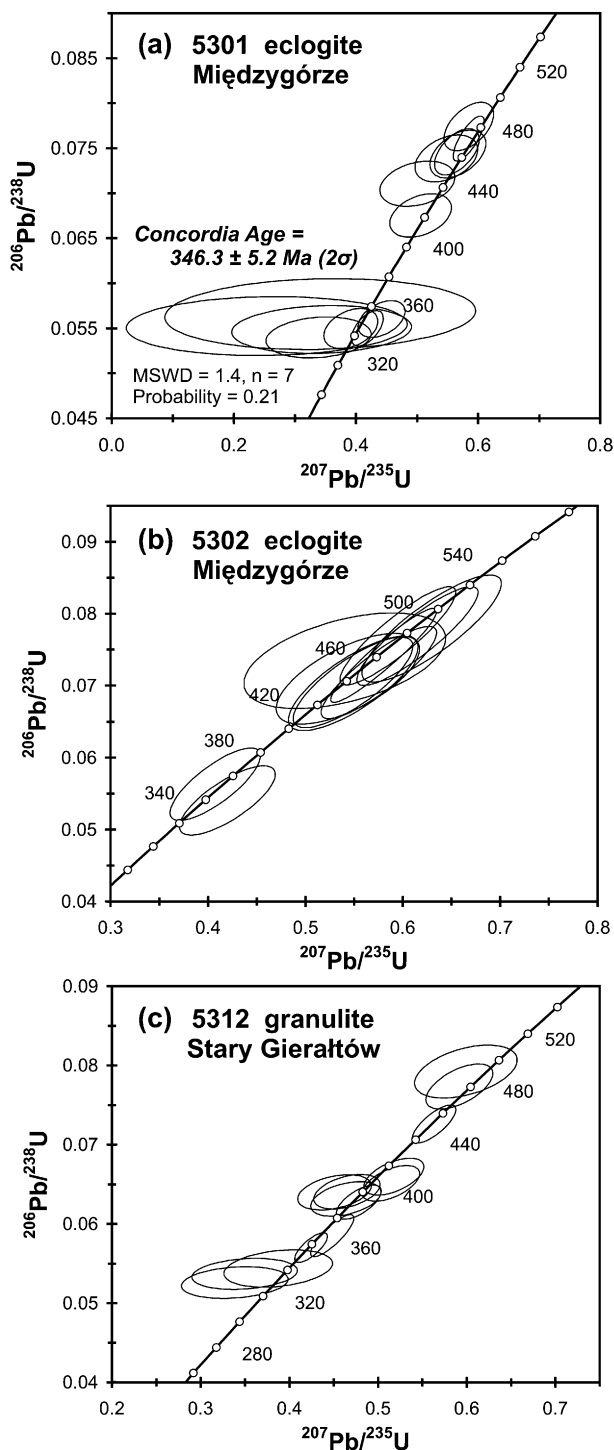 (a) 5301 eclogite
Międzygórze
0.085
520
480
0.075
440
²⁰⁶Pb/²³⁸U
0.065
400
Concordia Age =
346.3 ± 5.2 Ma (2σ)
360
0.055
320
MSWD = 1.4, n = 7
Probability = 0.21
0.045
0.0 0.2 0.4 0.6 0.8
²⁰⁷Pb/²³⁵U
(b) 5302 eclogite
Międzygórze
0.09
540
0.08
500
460
²⁰⁶Pb/²³⁸U
0.07
420
0.06
380
340
0.05
0.04
0.3 0.4 0.5 0.6 0.7 0.8
²⁰⁷Pb/²³⁵U
0.09
(c) 5312 granulite
Stary Gierałtów
520
0.08
480
0.07
440
²⁰⁶Pb/²³⁸U
400
0.06
360
0.05
320
280
0.04
0.2 0.3 0.4 0.5 0.6 0.7 0.8
²⁰⁷Pb/²³⁵U